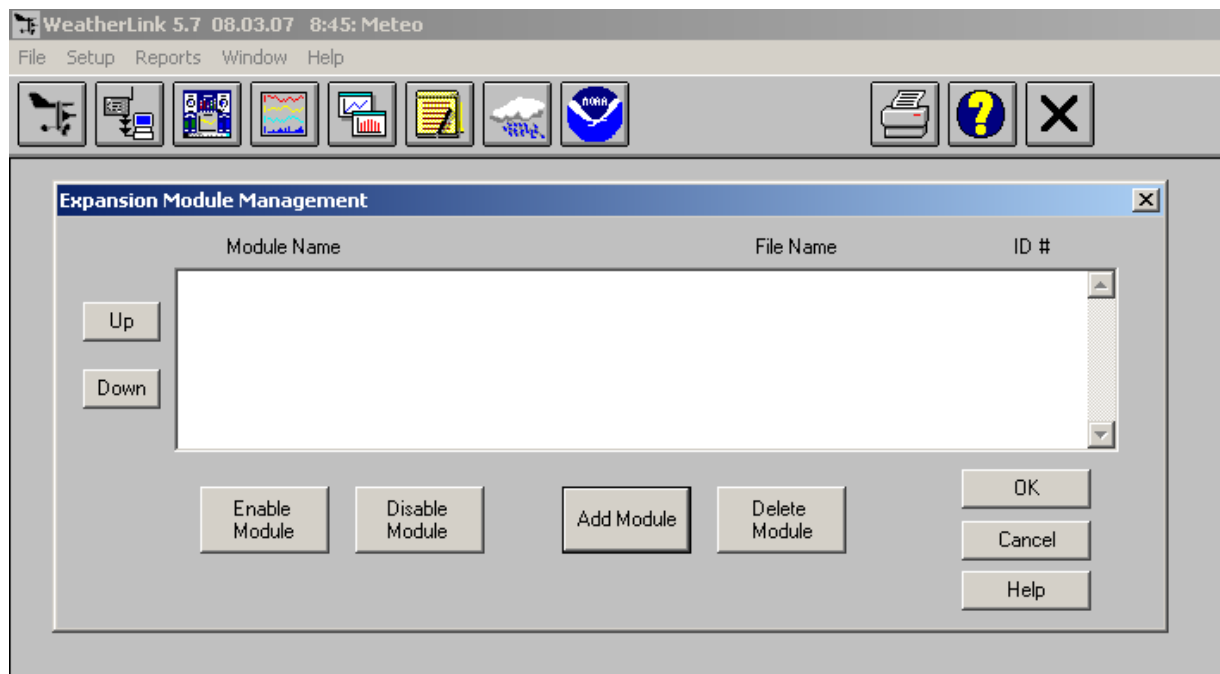 WeatherLink 5.7 08.03.07 8:45: Meteo
File Setup Reports Window Help
NOAA
?
Expansion Module Management
Module Name File Name ID #
Up
Down
Enable Module
Disable Module
Add Module
Delete Module
OK
Cancel
Help